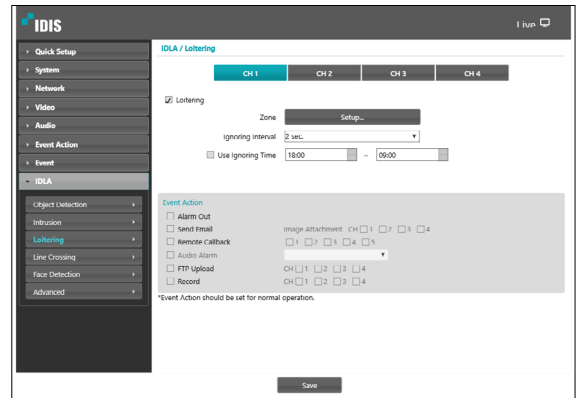 IDIS
Live
Quick Setup
System
Network
Video
Audio
Event Action
Event
IDLA
Object Detection
Intrusion
Loitering
Line Crossing
Face Detection
Advanced
IDLA / Loitering
CH 1 CH 2 CH 3 CH 4
Loitering
Zone Setup...
Ignoring Interval 2 sec.
Use Ignoring Time 18:00 ~ 09:00
Event Action
Alarm Out
Send Email Image Attachment CH 1 2 3 4
Remote Callback 1 2 3 4 5
Audio Alarm
FTP Upload CH 1 2 3 4
Record CH 1 2 3 4
*Event Action should be set for normal operation.
Save